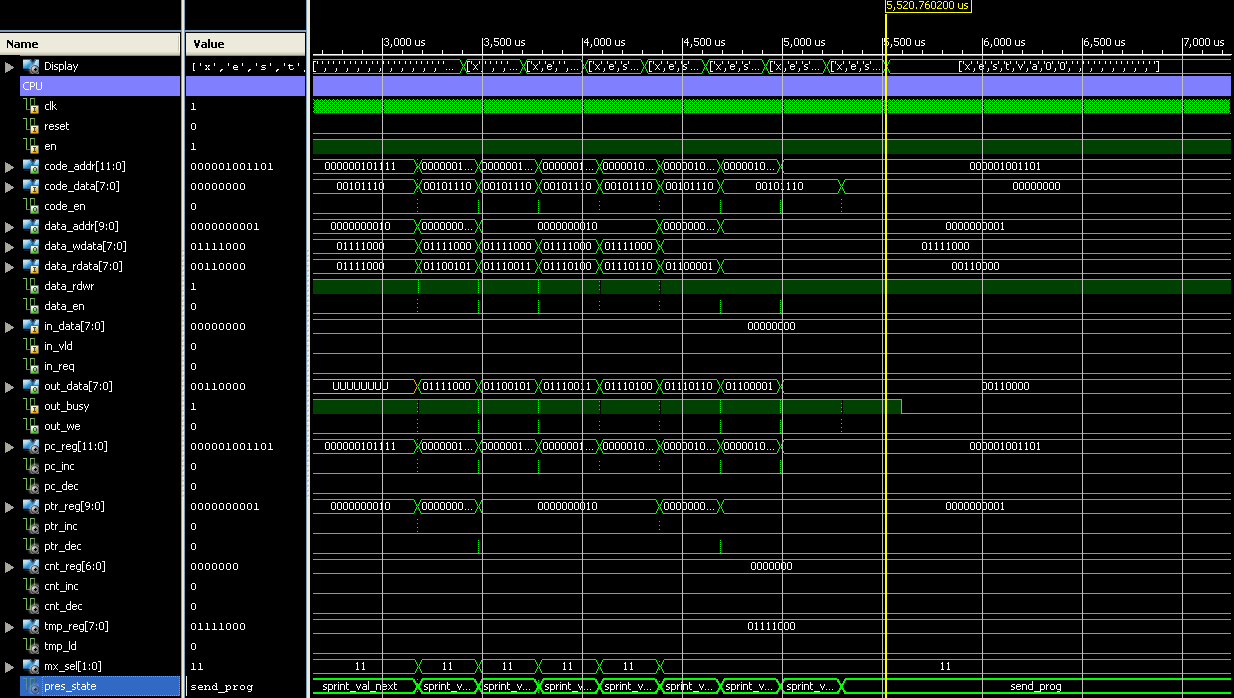 5,520.760200 us
Name Value 3,000 us 3,500 us 4,000 us 4,500 us 5,000 us 5,500 us 6,000 us 6,500 us 7,000 us
Display ['x','e','s','t', [',',',',',',',',',',',',',... ['x',',',',... ['x,'e,'',... ['x,'e,'s'... ['x,'e,s... ['x,'e,'s'... ['x,'e,'s... ['x,'e,s... ['x,'e,'s,'t,'v,'a,'0,'0,'',',',',',',',',']
CPU
clk 1
reset 0
en 1
code_addr[11:0] 000001001101 000000101111 0000001... 0000001... 0000001... 0000010... 0000010... 0000010... 000001001101
code_data[7:0] 00000000 00101110 00101110 00101110 00101110 00101110 00101110 00101110 00000000
code_en 0
data_addr[9:0] 0000000001 0000000010 0000000... 0000000010 0000000... 0000000001
data_wdata[7:0] 01111000 01111000 01111000 01111000 01111000 01111000 01111000
data_rdata[7:0] 00110000 01111000 01100101 01110011 01110100 01110110 01100001 00110000
data_rdwr 1
data_en 0
in_data[7:0] 00000000 00000000
in_vld 0
in_req 0
out_data[7:0] 00110000 UUUUUUUU 01111000 01100101 01110011 01110100 01110110 01100001 00110000
out_busy 1
out_we 0
pc_reg[11:0] 000001001101 000000101111 0000001... 0000001... 0000001... 0000010... 0000010... 0000010... 000001001101
pc_inc 0
pc_dec 0
ptr_reg[9:0] 0000000001 0000000010 0000000... 0000000010 0000000... 0000000001
ptr_inc 0
ptr_dec 0
cnt_reg[6:0] 0000000 0000000
cnt_inc 0
cnt_dec 0
tmp_reg[7:0] 01111000 01111000
tmp_ld 0
mx_sel[1:0] 11 11 11 11 11 11 11
pres_state send_prog sprint_val_next sprint_v... sprint_v... sprint_v... sprint_v... sprint_v... sprint_v... sprint_v... send_prog